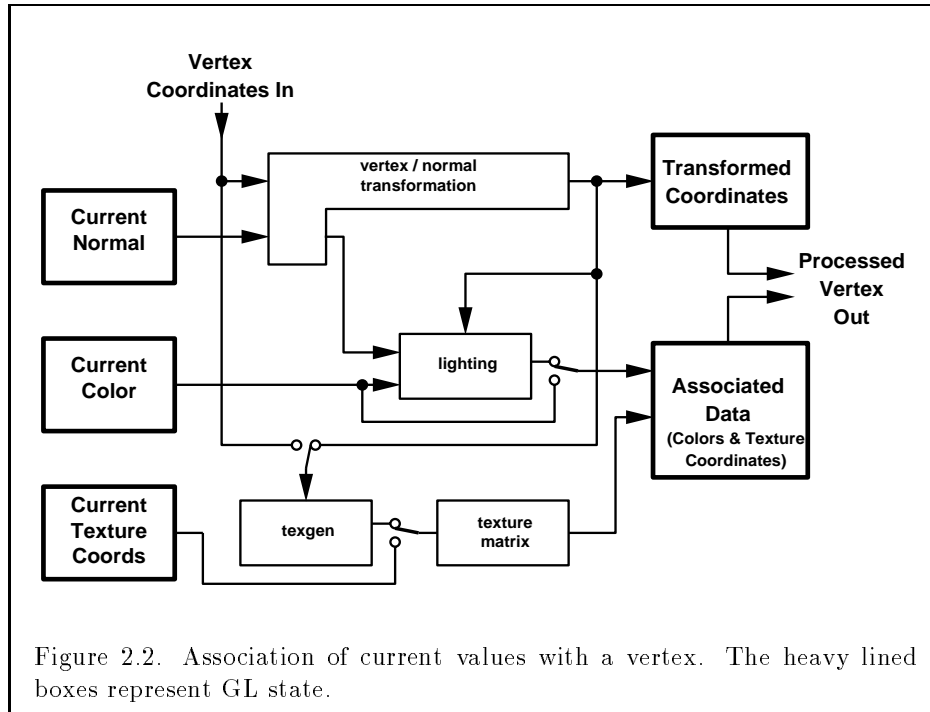 Vertex
Coordinates In
vertex / normal
transformation
Transformed
Coordinates
Current
Normal
Processed
Vertex
Out
lighting
Current
Color
Associated
Data
(Colors & Texture
Coordinates)
Current
Texture
Coords
texgen
texture
matrix
Figure 2.2. Association of current values with a vertex. The heavy lined
boxes represent GL state.